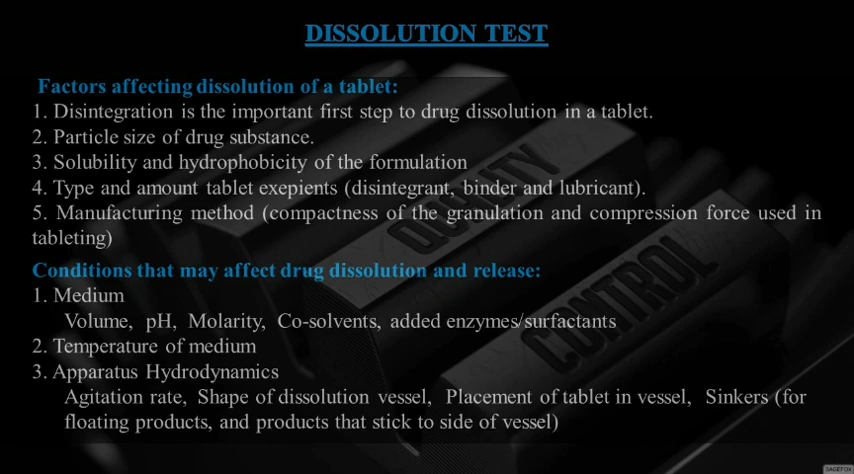 DISSOLUTION TEST
Factors affecting dissolution of a tablet:
1. Disintegration is the important first step to drug dissolution in a tablet.
2. Particle size of drug substance.
3. Solubility and hydrophobicity of the formulation
4. Type and amount tablet exepients (disintegrant, binder and lubricant).
5. Manufacturing method (compactness of the granulation and compression force used in
tableting)
Conditions that may affect drug dissolution and release:
1. Medium
Volume, pH, Molarity, Co-solvents, added enzymes/surfactants
2. Temperature of medium
3. Apparatus Hydrodynamics
Agitation rate, Shape of dissolution vessel, Placement of tablet in vessel, Sinkers (for
floating products, and products that stick to side of vessel)
QUALITY
CONTROL
SAGEFOX